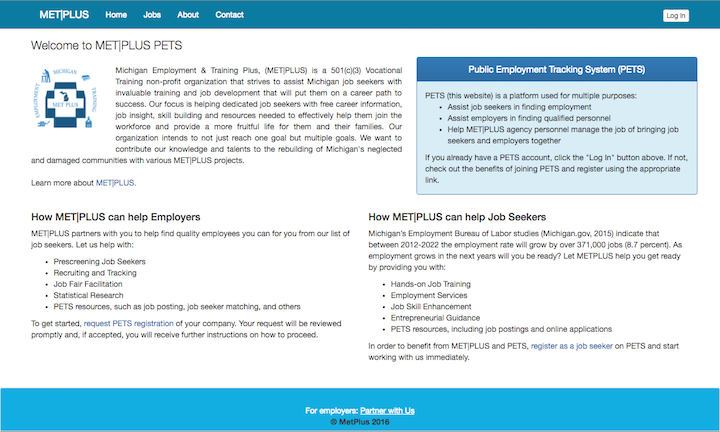 MET|PLUS Home Jobs About Contact Log In
Welcome to MET|PLUS PETS
MICHIGAN
EMPLOYMENT
TRAINING
MET PLUS
Michigan Employment & Training Plus, (MET|PLUS) is a 501(c)(3) Vocational
Training non-profit organization that strives to assist Michigan job seekers with
invaluable training and job development that will put them on a career path to
success. Our focus is helping dedicated job seekers with free career information,
job insight, skill building and resources needed to effectively help them join the
workforce and provide a more fruitful life for them and their families. Our
organization intends to not just reach one goal but multiple goals. We want to
contribute our knowledge and talents to the rebuilding of Michigan's neglected
and damaged communities with various MET|PLUS projects.
Learn more about MET|PLUS.
Public Employment Tracking System (PETS)
PETS (this website) is a platform used for multiple purposes:
• Assist job seekers in finding employment
• Assist employers in finding qualified personnel
• Help MET|PLUS agency personnel manage the job of bringing job
seekers and employers together
If you already have a PETS account, click the "Log In" button above. If not,
check out the benefits of joining PETS and register using the appropriate
link.
How MET|PLUS can help Employers
MET|PLUS partners with you to help find quality employees you can for you from our list of
job seekers. Let us help with:
• Prescreening Job Seekers
• Recruiting and Tracking
• Job Fair Facilitation
• Statistical Research
• PETS resources, such as job posting, job seeker matching, and others
To get started, request PETS registration of your company. Your request will be reviewed
promptly and, if accepted, you will receive further instructions on how to proceed.
How MET|PLUS can help Job Seekers
Michigan's Employment Bureau of Labor studies (Michigan.gov, 2015) indicate that
between 2012-2022 the employment rate will grow by over 371,000 jobs (8.7 percent). As
employment grows in the next years will you be ready? Let METPLUS help you get ready
by providing you with:
• Hands-on Job Training
• Employment Services
• Job Skill Enhancement
• Entrepreneurial Guidance
• PETS resources, including job postings and online applications
In order to benefit from MET|PLUS and PETS, register as a job seeker on PETS and start
working with us immediately.
For employers: Partner with Us
© MetPlus 2016